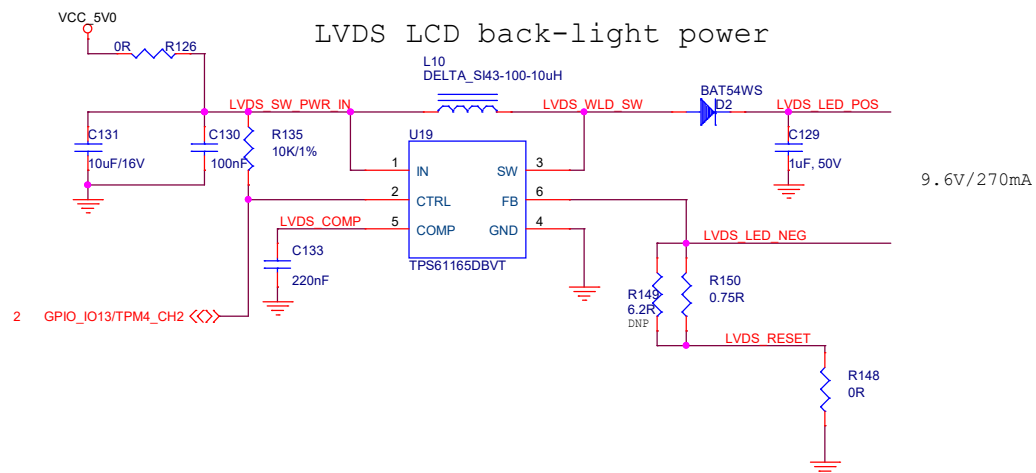 LVDS LCD back-light power
VCC_5V0
0R R126
L10
DELTA_SI43-100-10uH
BAT54WS
D2
LVDS_SW_PWR_IN
LVDS_WLD_SW
LVDS_LED_POS
C131
10uF/16V
C130
100nF
R135
10K/1%
U19
1 IN SW 3
2 CTRL FB 6
5 COMP GND 4
TPS61165DBVT
C129
1uF, 50V
9.6V/270mA
LVDS_COMP
C133
220nF
LVDS_LED_NEG
R149
6.2R
DNP
R150
0.75R
2 GPIO_IO13/TPM4_CH2
LVDS_RESET
R148
0R